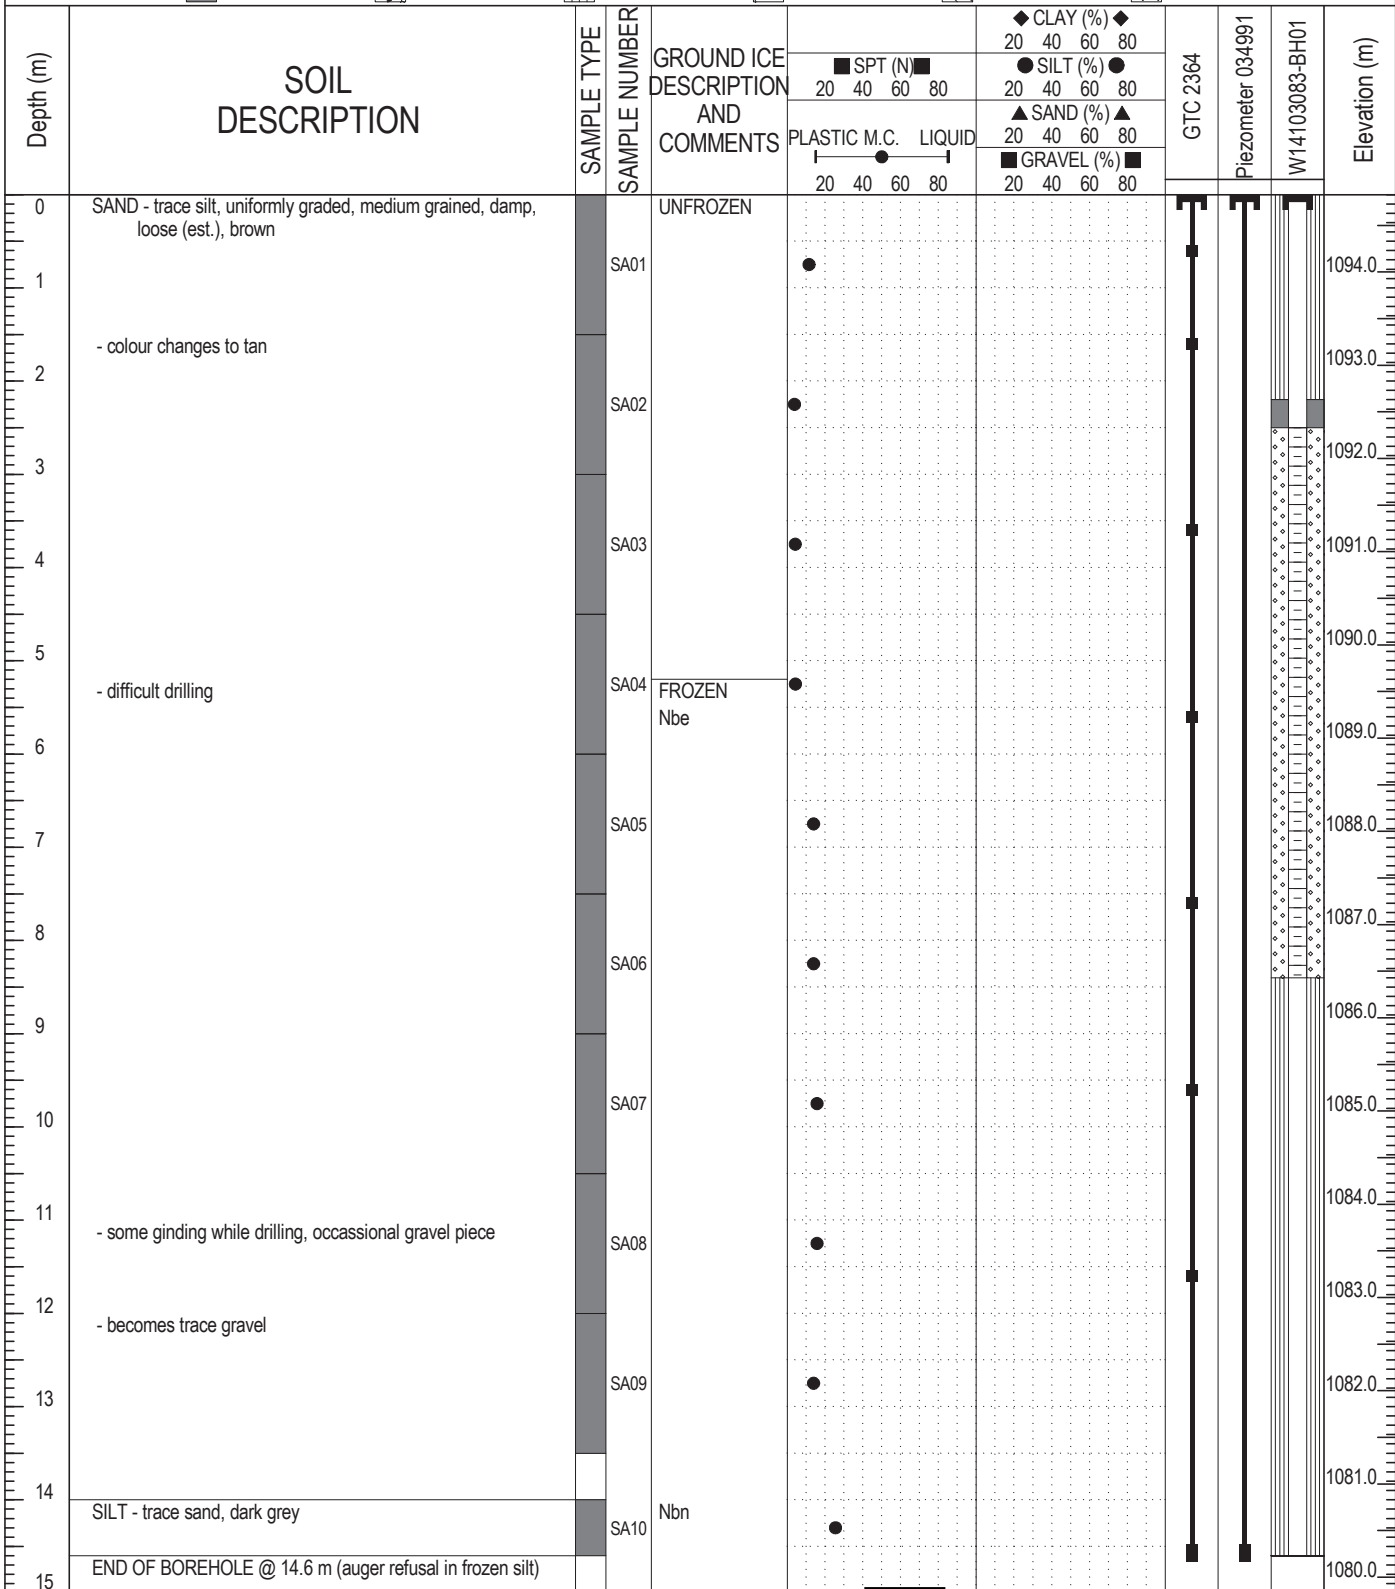 Depth (m)
SOIL
DESCRIPTION
SAMPLE TYPE
SAMPLE NUMBER
GROUND ICE
DESCRIPTION
AND
COMMENTS
SPT (N)
20 40 60 80
PLASTIC M.C. LIQUID
20 40 60 80
CLAY (%)
20 40 60 80
SILT (%)
20 40 60 80
SAND (%)
20 40 60 80
GRAVEL (%)
20 40 60 80
GTC 2364
Piezometer 034991
W14103083-BH01
Elevation (m)
0
SAND - trace silt, uniformly graded, medium grained, damp,
loose (est.), brown
UNFROZEN
SA01
1094.0
1
- colour changes to tan
1093.0
2
SA02
1092.0
3
SA03
1091.0
4
1090.0
5
- difficult drilling
SA04
FROZEN
Nbe
1089.0
6
SA05
1088.0
7
1087.0
8
SA06
1086.0
9
SA07
1085.0
10
1084.0
11
- some ginding while drilling, occassional gravel piece
SA08
1083.0
12
- becomes trace gravel
SA09
1082.0
13
1081.0
14
SILT - trace sand, dark grey
Nbn
SA10
END OF BOREHOLE @ 14.6 m (auger refusal in frozen silt)
1080.0
15